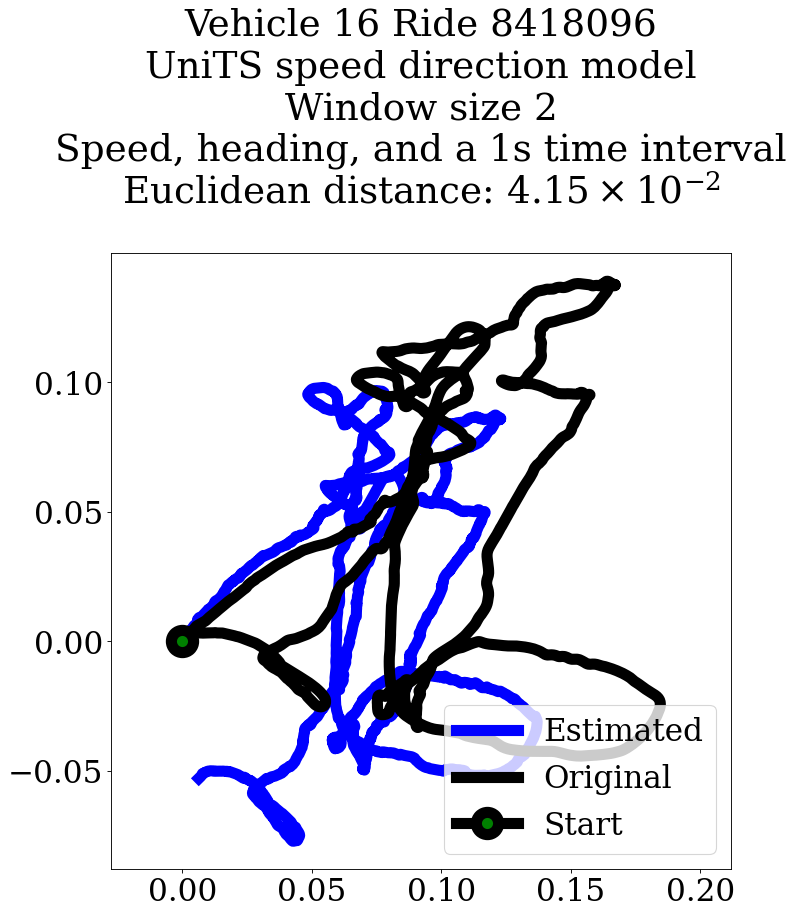 Vehicle 16 Ride 8418096
UniTS speed direction model
Window size 2
Speed, heading, and a 1s time interval
Euclidean distance: 4.15 × 10⁻²
0.10
0.05
0.00
−0.05
Estimated
Original
Start
0.00 0.05 0.10 0.15 0.20